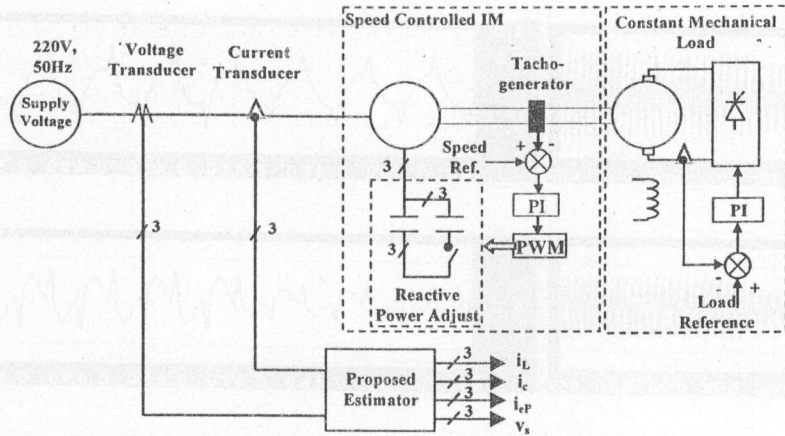 Speed Controlled IM
Constant Mechanical
Load
220V,
50Hz
Voltage
Transducer
Current
Transducer
Tacho-
generator
Supply
Voltage
+
-
Speed
Ref.
3
3
PI
PI
3
3
3
PWM
Reactive
Power Adjust.
-
+
Load
Reference
Proposed
Estimator
3
3
3
3
iL
ic
ieP
vs